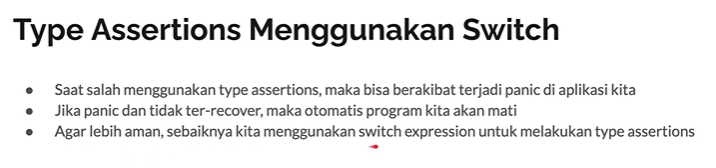 Type Assertions Menggunakan Switch
● Saat salah menggunakan type assertions, maka bisa berakibat terjadi panic di aplikasi kita
● Jika panic dan tidak ter-recover, maka otomatis program kita akan mati
● Agar lebih aman, sebaiknya kita menggunakan switch expression untuk melakukan type assertions